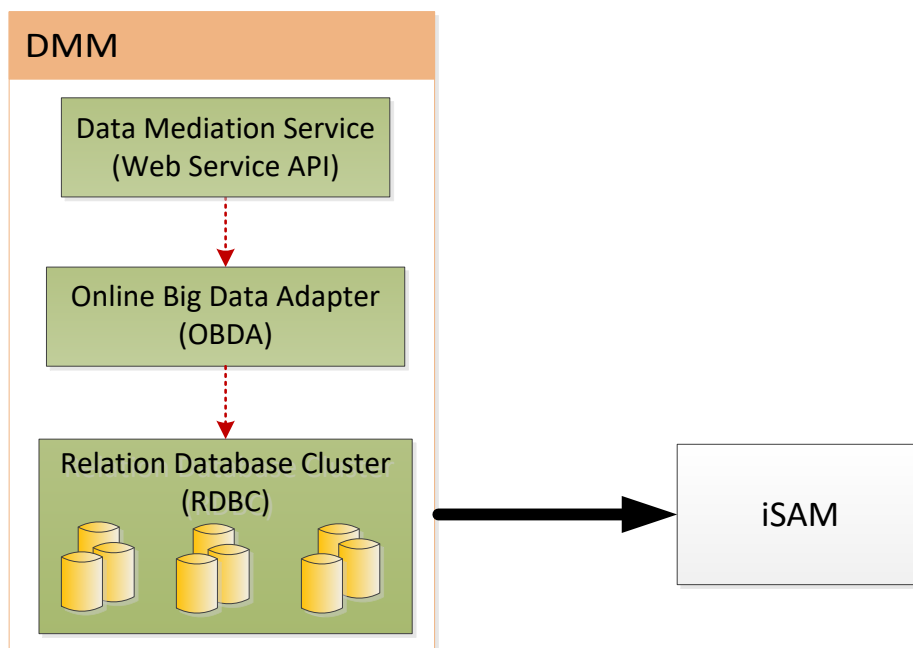 DMM
Data Mediation Service
(Web Service API)
Online Big Data Adapter
(OBDA)
Relation Database Cluster
(RDBC)
iSAM